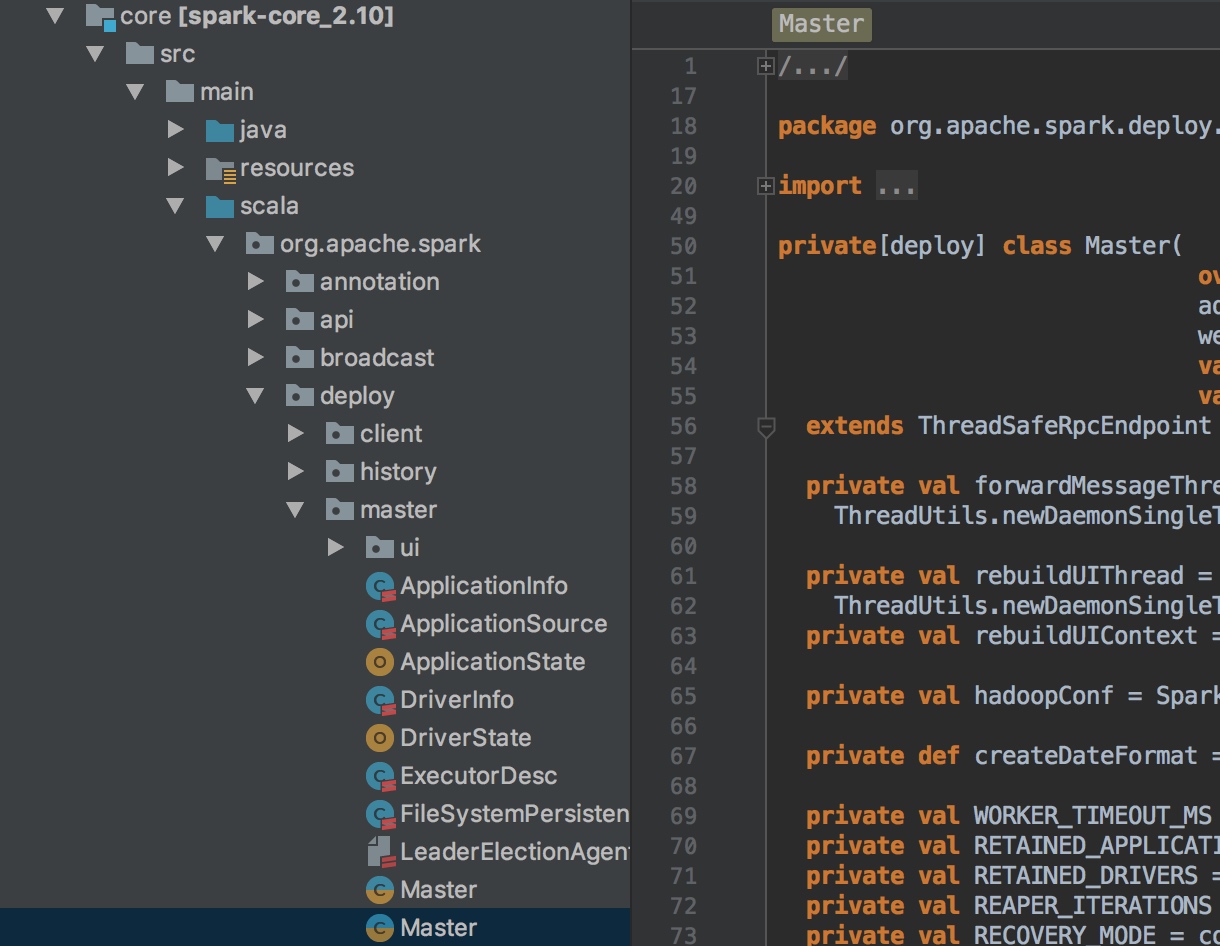 core [spark-core_2.10]
src
main
java
resources
scala
org.apache.spark
annotation
api
broadcast
deploy
client
history
master
ui
ApplicationInfo
ApplicationSource
ApplicationState
DriverInfo
DriverState
ExecutorDesc
FileSystemPersisten
LeaderElectionAgent
Master
Master
Master
1 /.../
17
18 package org.apache.spark.deploy.
19
20 import ...
49
50 private[deploy] class Master(
51 ov
52 ad
53 we
54 va
55 va
56 extends ThreadSafeRpcEndpoint
57
58 private val forwardMessageThre
59 ThreadUtils.newDaemonSingleT
60
61 private val rebuildUIThread =
62 ThreadUtils.newDaemonSingleT
63 private val rebuildUIContext =
64
65 private val hadoopConf = Spark
66
67 private def createDateFormat =
68
69 private val WORKER_TIMEOUT_MS
70 private val RETAINED_APPLICATI
71 private val RETAINED_DRIVERS =
72 private val REAPER_ITERATIONS
73 private val RECOVERY_MODE = co